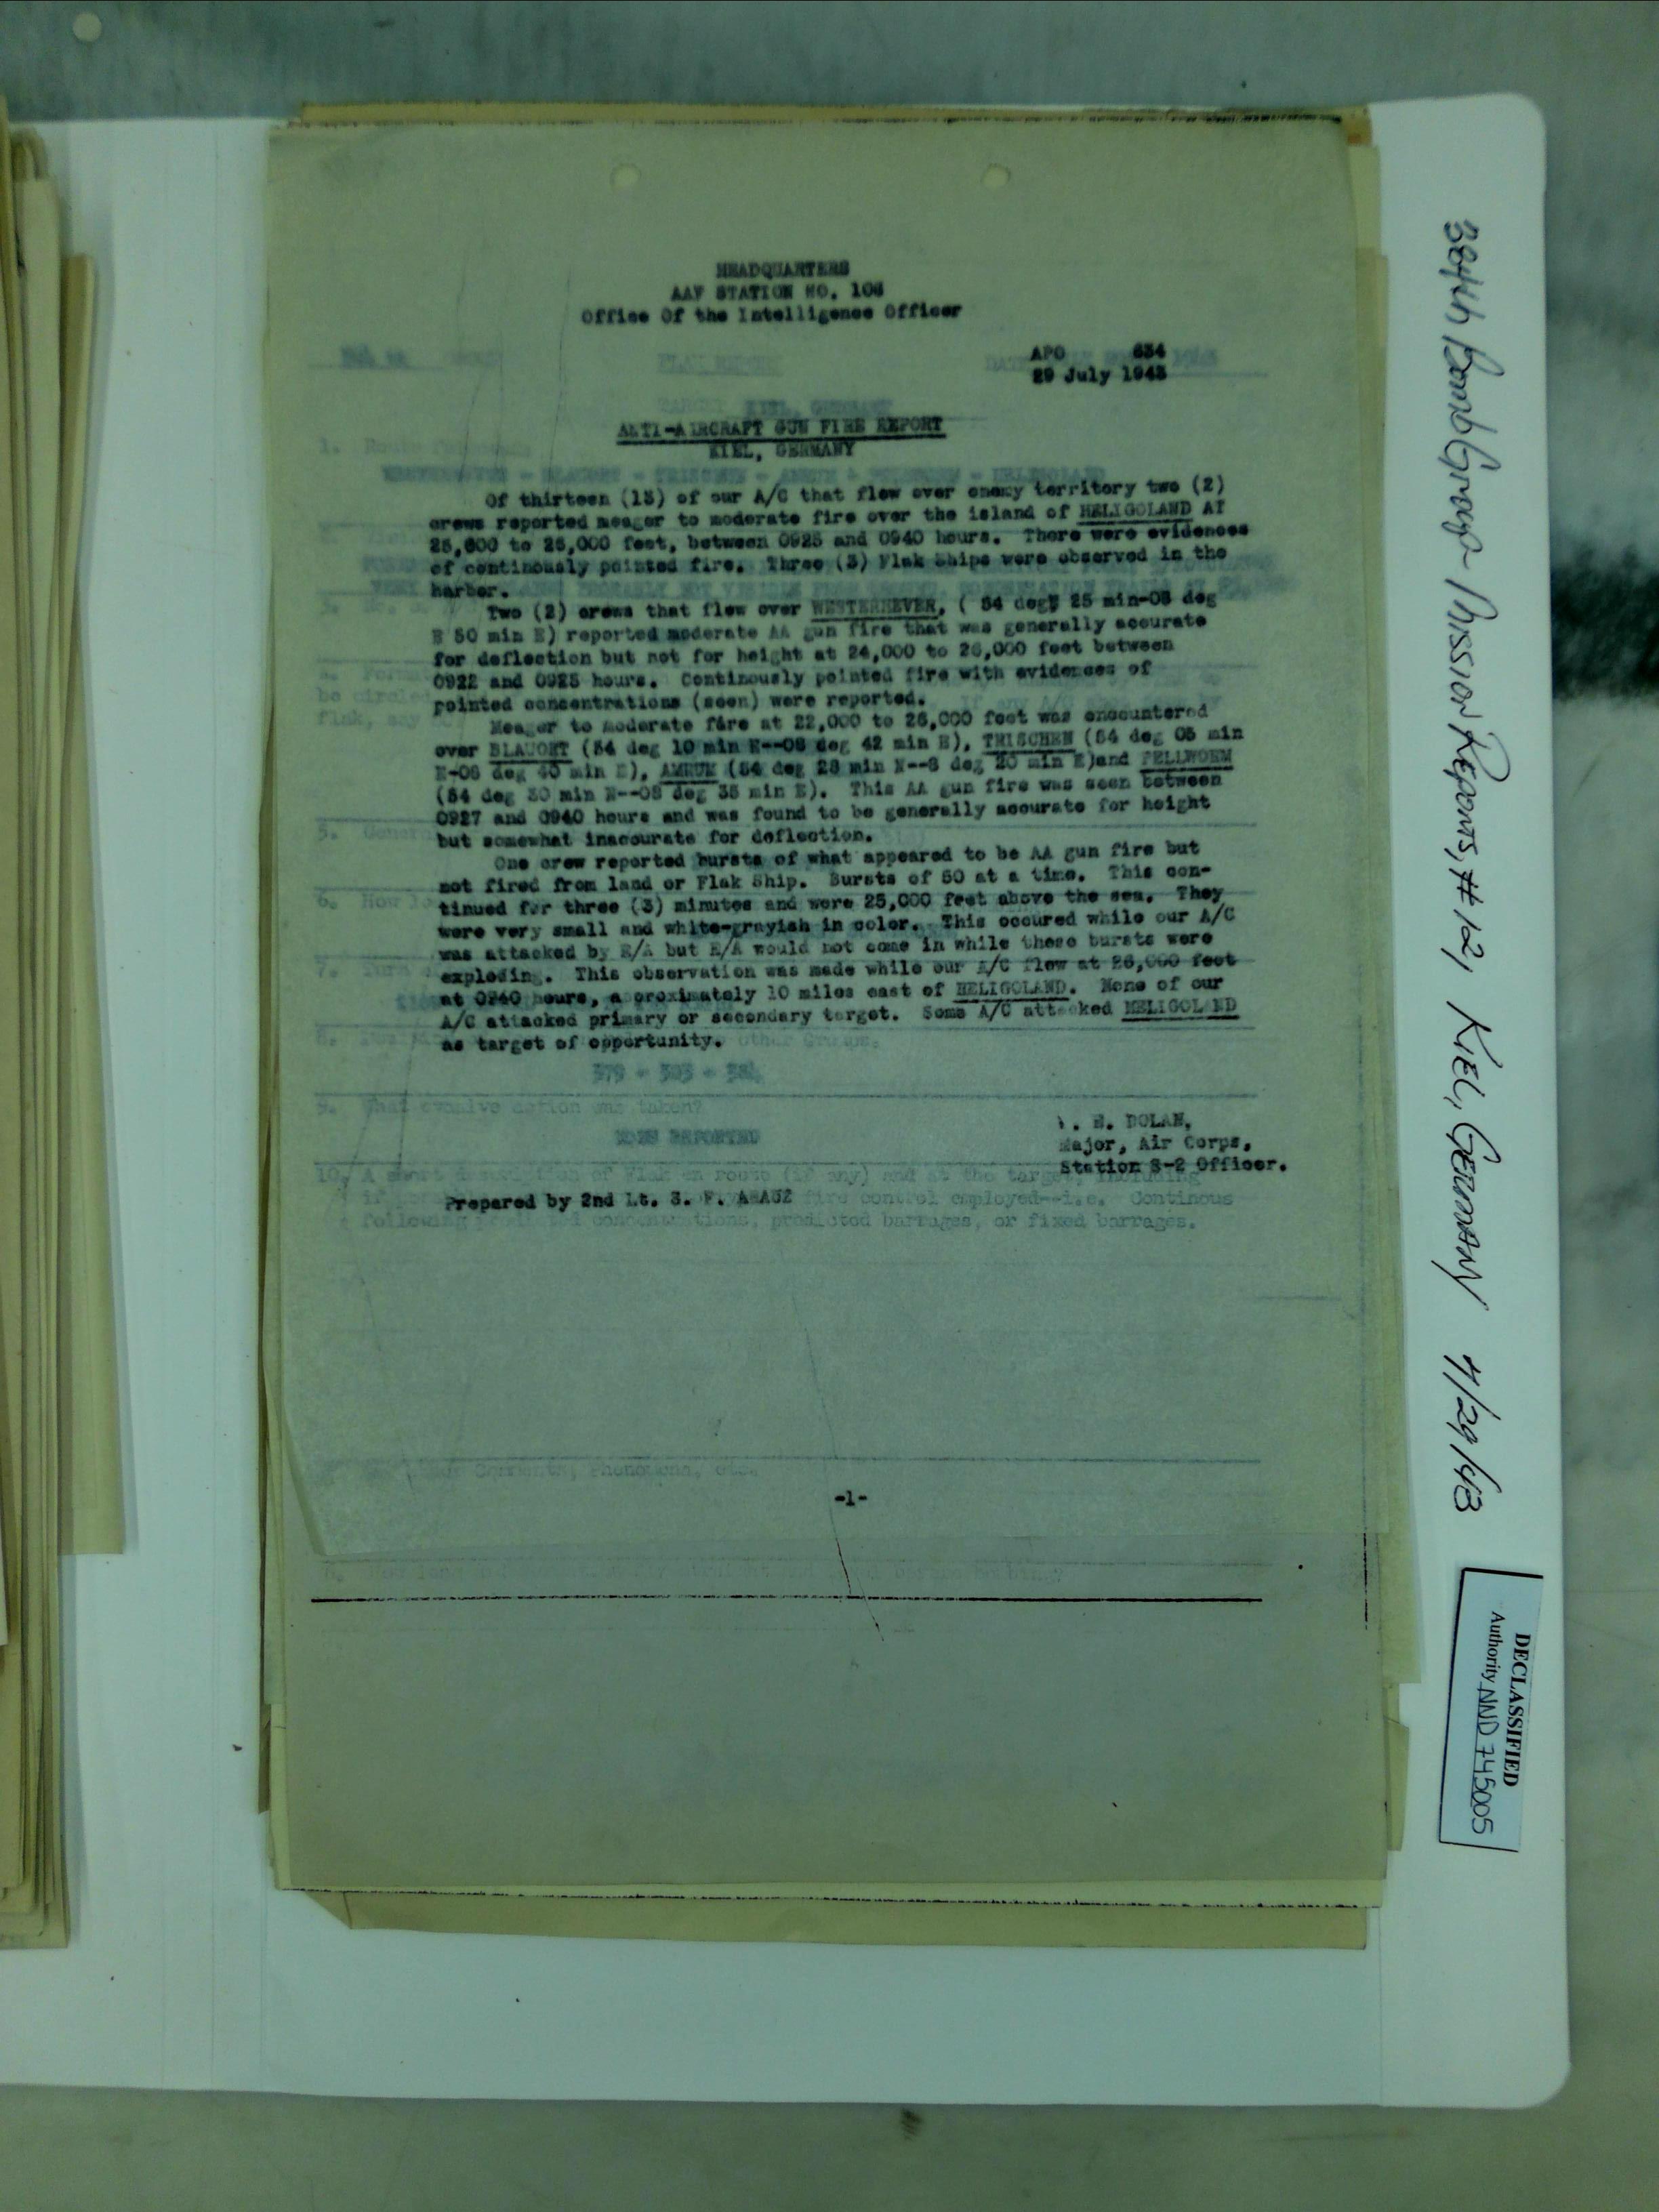 HEADQUARTERS
AAF STATION NO. 106
Office Of the Intelligence Officer
APO 634
29 July 1943
ANTI-AIRCRAFT GUN FIRE REPORT
KIEL, GERMANY
Of thirteen (13) of our A/C that flew over enemy territory two (2)
crews reported meager to moderate fire over the island of HELIGOLAND AT
25,600 to 26,000 feet, between 0925 and 0940 hours. There were evidences
of continously pointed fire. Three (3) Flak Ships were observed in the
harbor.
Two (2) crews that flew over WESTERHEVER, ( 54 deg 25 min-08 deg
50 min E) reported moderate AA gun fire that was generally accurate
for deflection but not for height at 24,000 to 26,000 feet between
0922 and 0925 hours. Continously pointed fire with evidences of
pointed concentrations (seen) were reported.
Meager to moderate fire at 22,000 to 26,000 feet was encountered
over BLAUORT (54 deg 10 min N--08 deg 42 min E), TRISCHEN (54 deg 05 min
N-08 deg 40 min E), AMRUM (54 deg 28 min N--8 deg 20 min E)and PELLWORM
(54 deg 30 min N--08 deg 35 min E). This AA gun fire was seen between
0927 and 0940 hours and was found to be generally accurate for height
but somewhat inaccurate for deflection.
One crew reported bursts of what appeared to be AA gun fire but
not fired from land or Flak Ship. Bursts of 50 at a time. This con-
tinued for three (3) minutes and were 25,000 feet above the sea. They
were very small and white-grayish in color. This occured while our A/C
was attacked by E/A but E/A would not come in while these bursts were
exploding. This observation was made while our A/C flew at 26,000 feet
at 0940 hours, aproximately 10 miles east of HELIGOLAND. None of our
A/C attacked primary or secondary target. Some A/C attacked HELIGOLAND
as target of opportunity.
379 - 303 - 384
9. What evasive action was taken?
NONE REPORTED
. E. DOLAN,
Major, Air Corps,
Station S-2 Officer.
Prepared by 2nd Lt. S. F.
-1-
384th Bomb Group - Mission Reports, #12, KIEL, GERMANY 7/29/43
DECLASSIFIED
Authority NND 745005